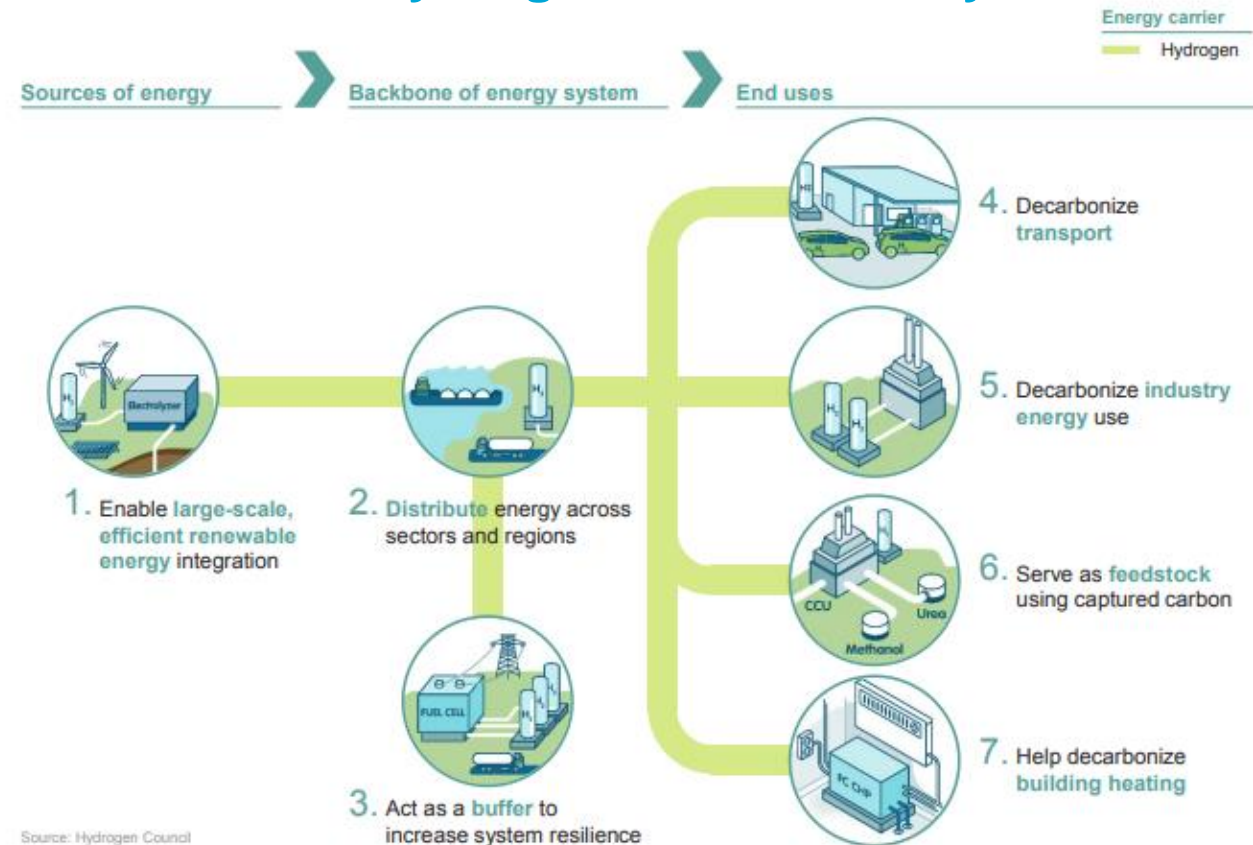 Energy carrier
Hydrogen
Sources of energy
Backbone of energy system
End uses
H2
4. Decarbonize
transport
H2
Electrolyzer
H2
H2
H2
5. Decarbonize industry
energy use
1. Enable large-scale,
efficient renewable
energy integration
2. Distribute energy across
sectors and regions
CCU
Urea
Methanol
6. Serve as feedstock
using captured carbon
FUEL CELL
H2
H2
H2
3. Act as a buffer to
increase system resilience
FC CHP
7. Help decarbonize
building heating
Source: Hydrogen Council